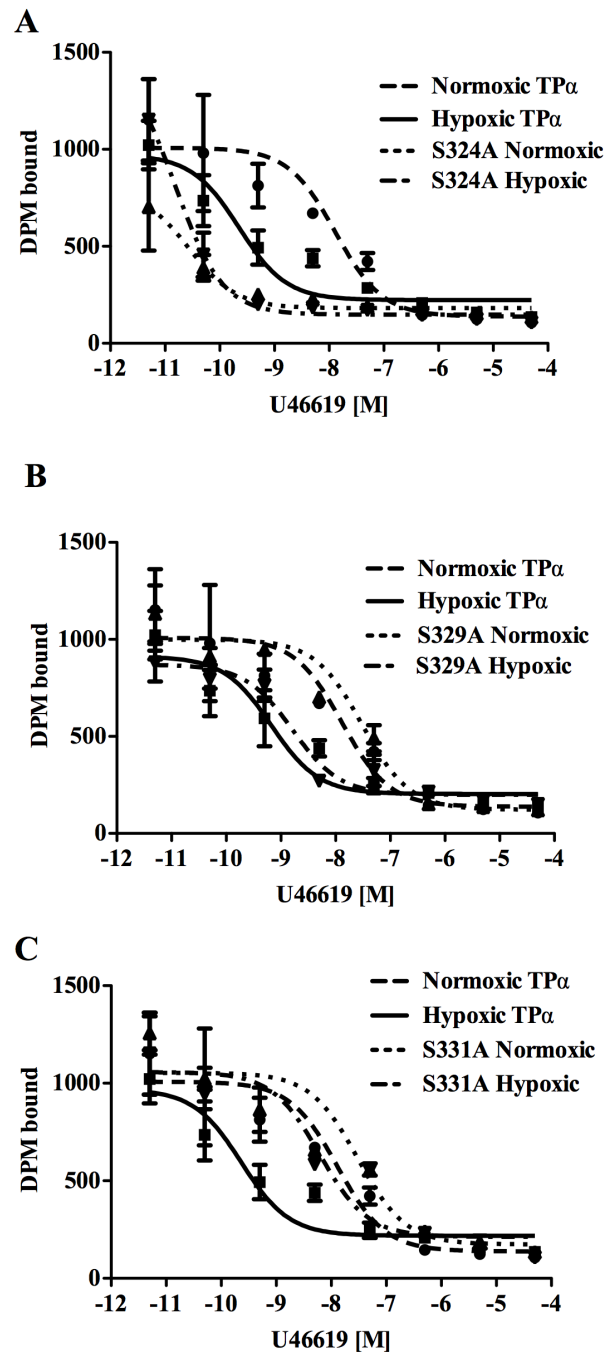 A
1500
1000
500
0
DPM bound
-12 -11 -10 -9 -8 -7 -6 -5 -4
U46619 [M]
Normoxic TPα
Hypoxic TPα
S324A Normoxic
S324A Hypoxic
B
1500
1000
500
0
DPM bound
-12 -11 -10 -9 -8 -7 -6 -5 -4
U46619 [M]
Normoxic TPα
Hypoxic TPα
S329A Normoxic
S329A Hypoxic
C
1500
1000
500
0
DPM bound
-12 -11 -10 -9 -8 -7 -6 -5 -4
U46619 [M]
Normoxic TPα
Hypoxic TPα
S331A Normoxic
S331A Hypoxic